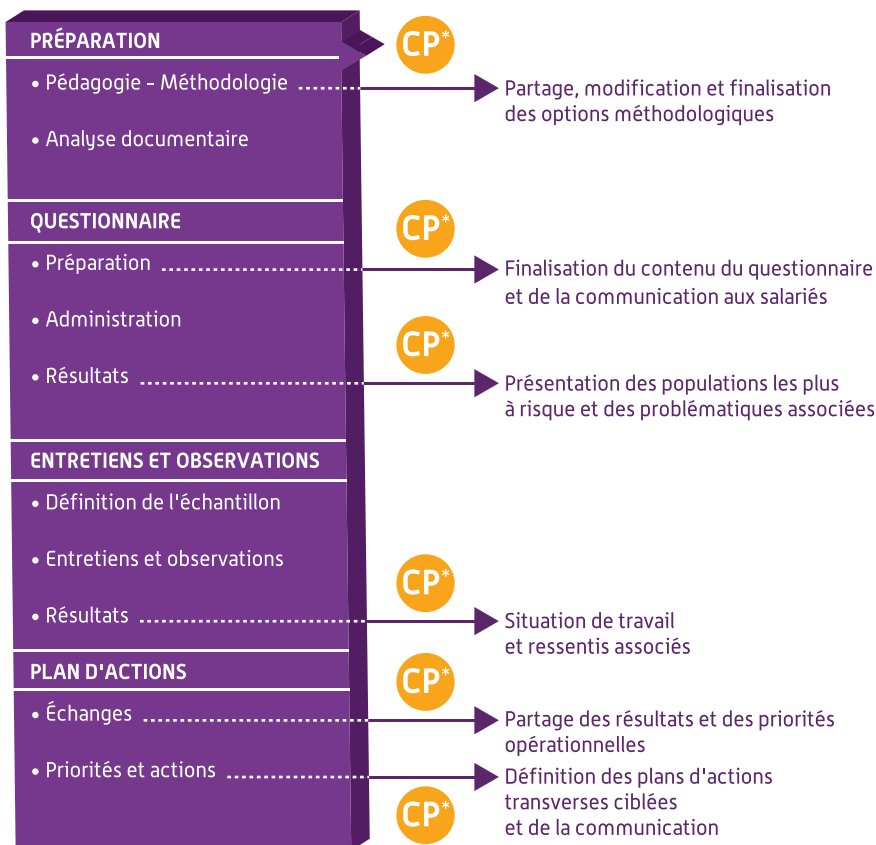 PRÉPARATION
CP*
• Pédagogie - Méthodologie
Partage, modification et finalisation
des options méthodologiques
• Analyse documentaire
QUESTIONNAIRE
CP*
• Préparation
Finalisation du contenu du questionnaire
et de la communication aux salariés
• Administration
CP*
• Résultats
Présentation des populations les plus
à risque et des problématiques associées
ENTRETIENS ET OBSERVATIONS
• Définition de l'échantillon
• Entretiens et observations
CP*
• Résultats
Situation de travail
et ressentis associés
PLAN D'ACTIONS
CP*
• Échanges
Partage des résultats et des priorités
opérationnelles
• Priorités et actions
Définition des plans d'actions
transverses ciblées
et de la communication
CP*